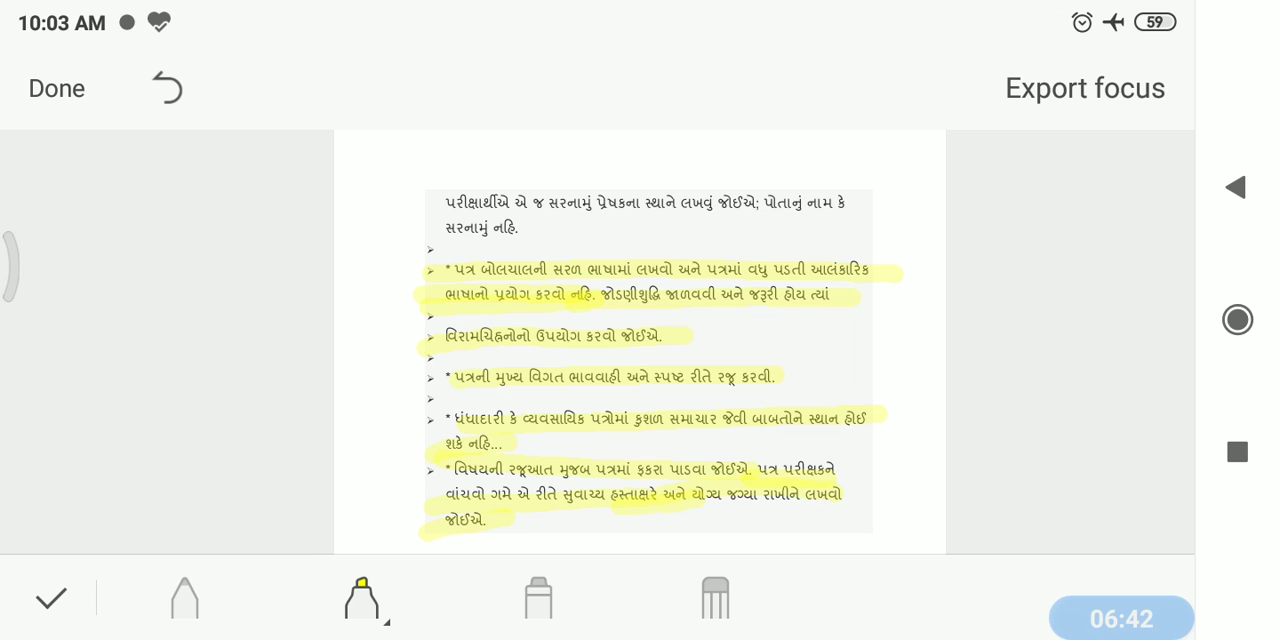 10:03 AM
59
Done
Export focus
પરીક્ષાર્થીએ એ જ સરનામું પ્રેષકના સ્થાને લખવું જોઈએ; પોતાનું નામ કે
સરનામું નહિ.
➢
➢ * પત્ર બોલચાલની સરળ ભાષામાં લખવો અને પત્રમાં વધુ પડતી આલંકારિક
ભાષાનો પ્રયોગ કરવો નહિ. જોડણીશુદ્ધિ જાળવવી અને જરૂરી હોય ત્યાં
➢
➢ વિરામચિહ્નનોનો ઉપયોગ કરવો જોઈએ.
➢
➢ * પત્રની મુખ્ય વિગત ભાવવાહી અને સ્પષ્ટ રીતે રજૂ કરવી.
➢
➢ * ધંધાદારી કે વ્યવસાયિક પત્રોમાં કુશળ સમાચાર જેવી બાબતોને સ્થાન હોઈ
શકે નહિ...
➢ * વિષયની રજૂઆત મુજબ પત્રમાં ફકરા પાડવા જોઈએ. પત્ર પરીક્ષકને
વાંચવો ગમે એ રીતે સુવાચ્ય હસ્તાક્ષરે અને યોગ્ય જગ્યા રાખીને લખવો
જોઈએ.
06:42